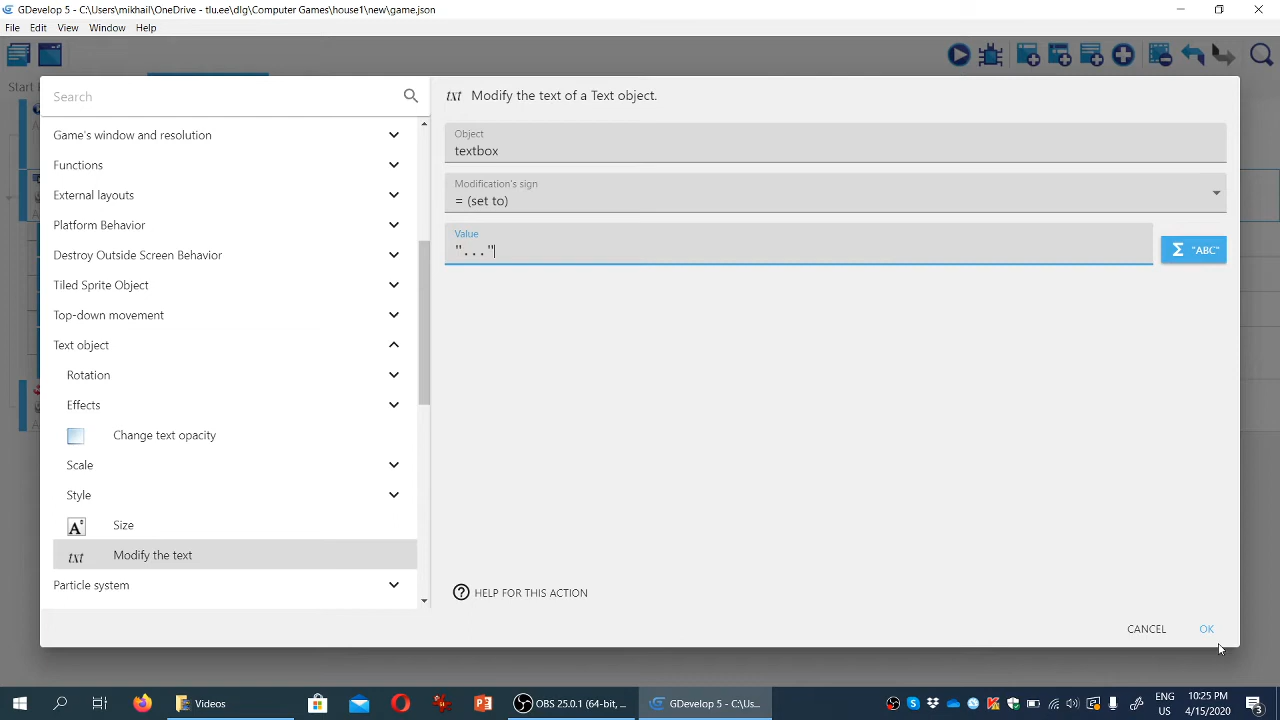 GDevelop 5 - C:\Users\mikhail\OneDrive - tlu.ee\dlg\Computer Games\house1\new\game.json
File Edit View Window Help
Start
Search
Game's window and resolution
Functions
External layouts
Platform Behavior
Destroy Outside Screen Behavior
Tiled Sprite Object
Top-down movement
Text object
Rotation
Effects
Change text opacity
Scale
Style
Size
Modify the text
Particle system
Modify the text of a Text object.
Object
textbox
Modification's sign
= (set to)
Value
"..."
Σ "ABC"
HELP FOR THIS ACTION
CANCEL OK
Videos
OBS 25.0.1 (64-bit, ...
GDevelop 5 - C:\Us...
ENG
US
10:25 PM
4/15/2020
3